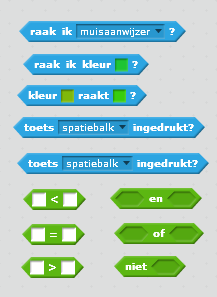 raak ik muisaanwijzer ?
raak ik kleur ?
kleur raakt ?
toets spatiebalk ingedrukt?
toets spatiebalk ingedrukt?
< en
= of
> niet